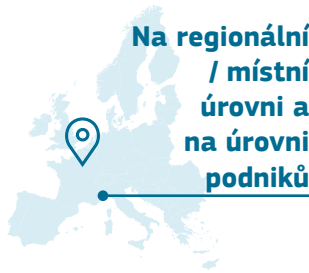 Na regionální
/ místní
úrovni a
na úrovni
podniků